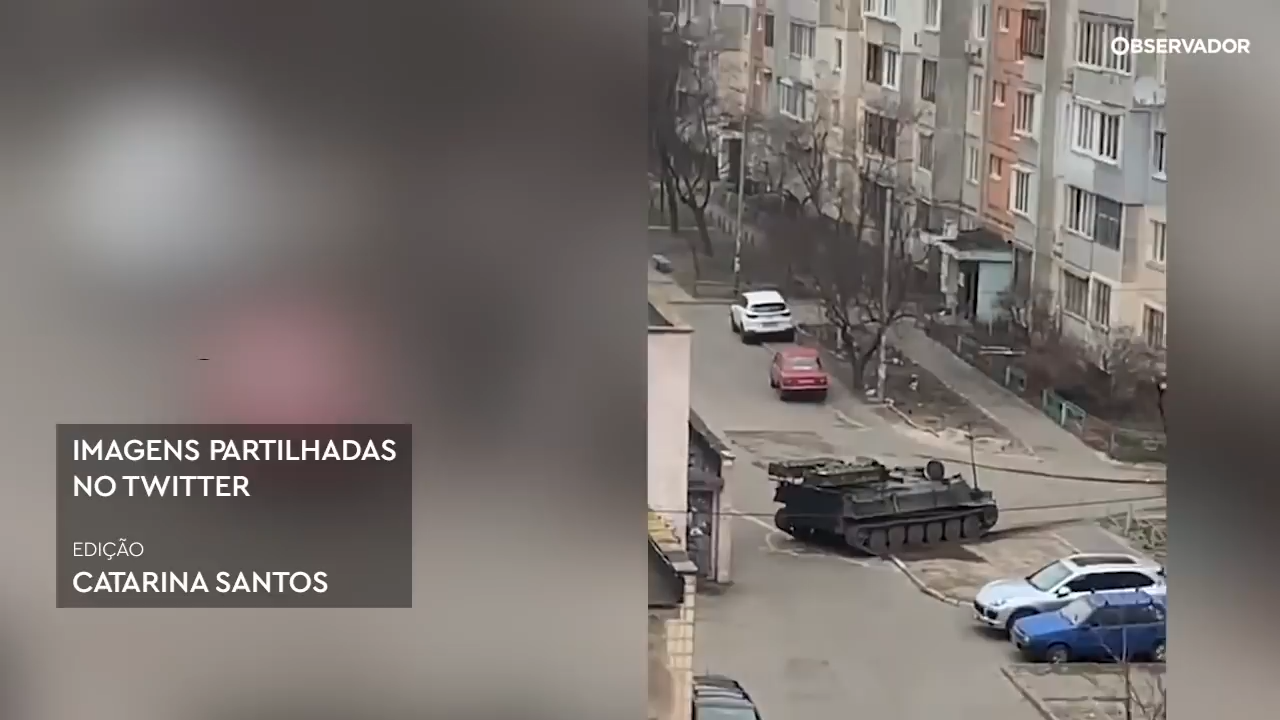 OBSERVADOR
IMAGENS PARTILHADAS
NO TWITTER
EDIÇÃO
CATARINA SANTOS